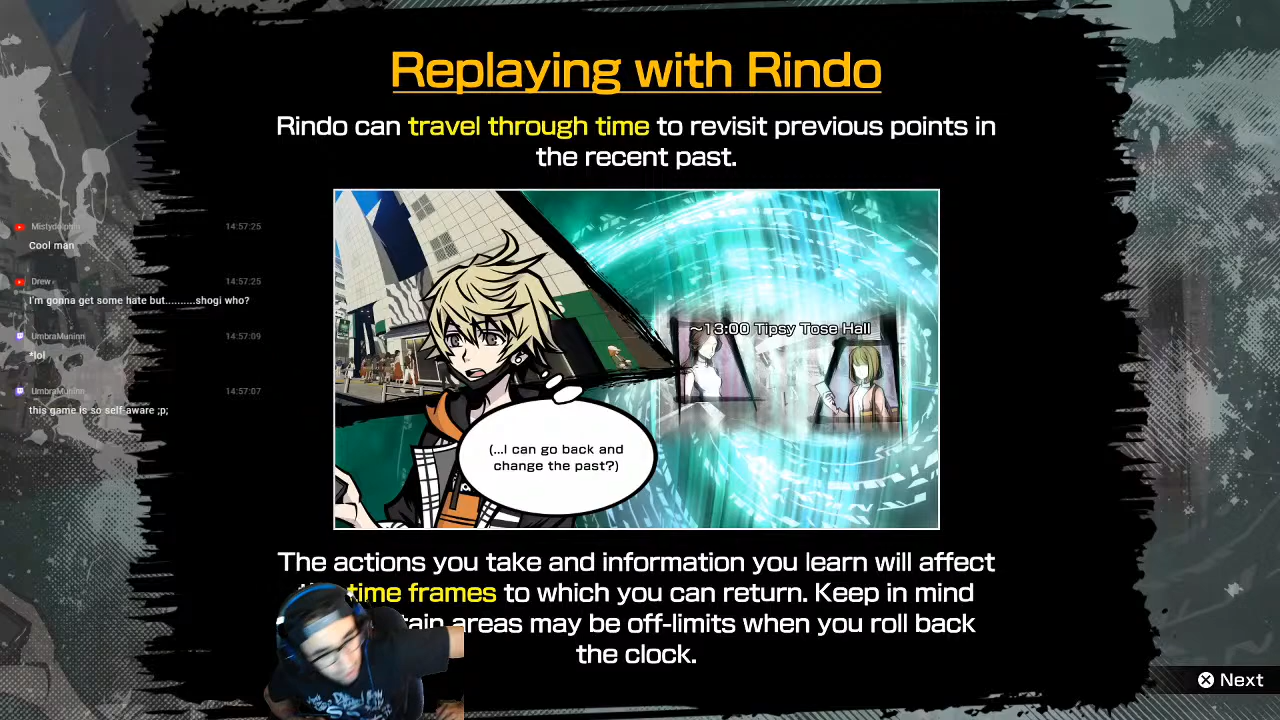 Replaying with Rindo
Rindo can travel through time to revisit previous points in
the recent past.
Mistydolphin 14:57:25
Cool man
Drew 14:57:25
I'm gonna get some hate but..........shogi who?
UmbraMuninn 14:57:09
*lol
UmbraMuninn 14:57:07
this game is so self-aware ;p;
~13:00 Tipsy Tose Hall
(...I can go back and
change the past?)
The actions you take and information you learn will affect
time frames to which you can return. Keep in mind
areas may be off-limits when you roll back
the clock.
Next